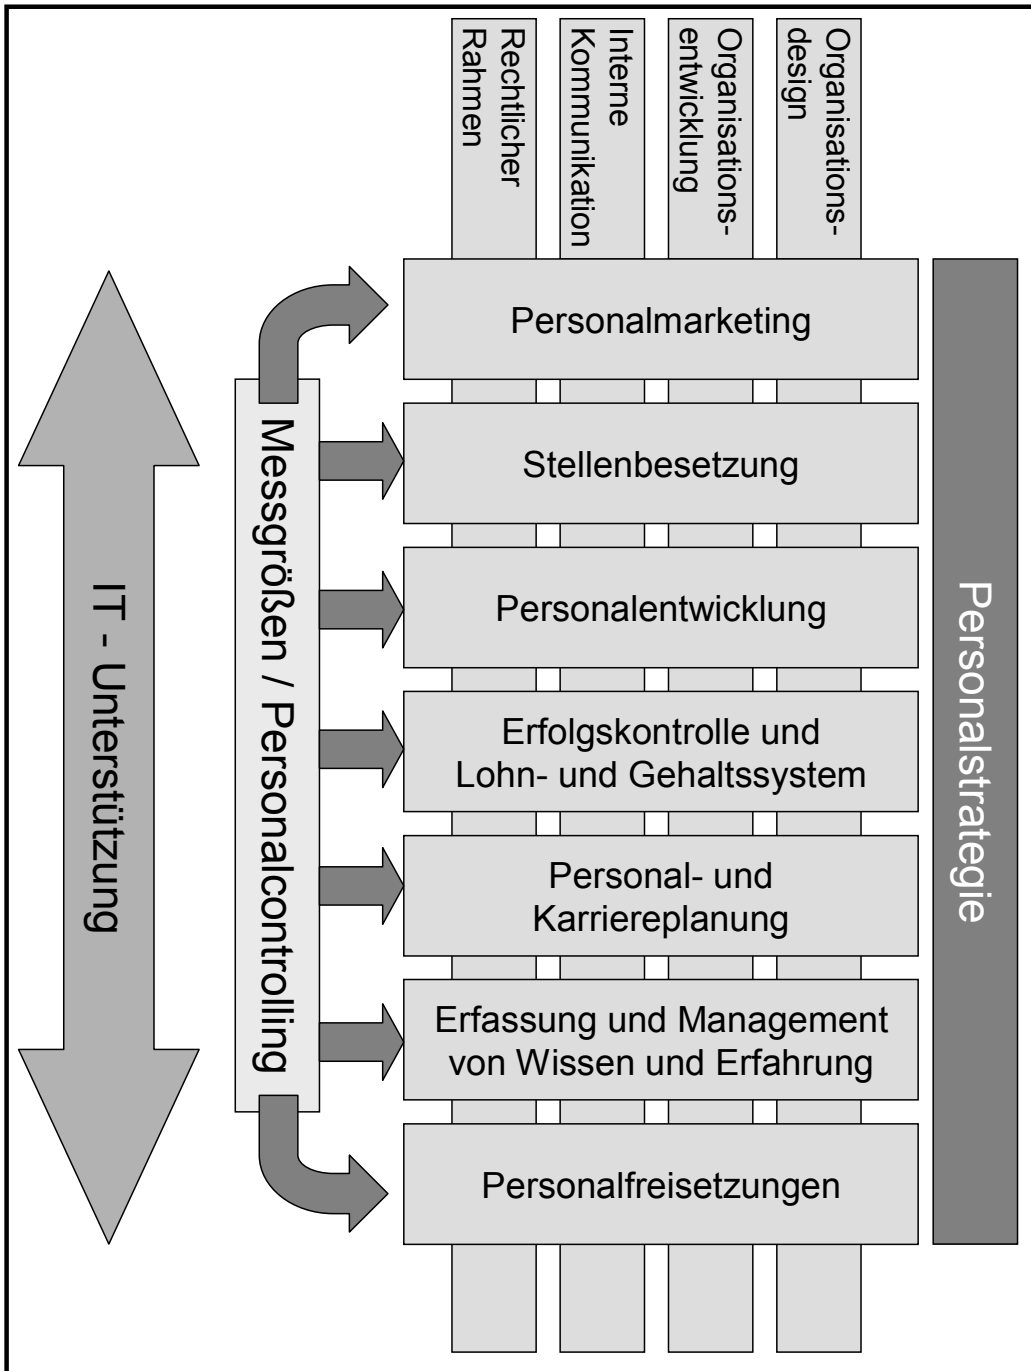 Rechtlicher
Rahmen
Interne
Kommunikation
Organisations-
entwicklung
Organisations-
design
Personalmarketing
Stellenbesetzung
Personalentwicklung
Erfolgskontrolle und
Lohn- und Gehaltssystem
Personal- und
Karriereplanung
Erfassung und Management
von Wissen und Erfahrung
Personalfreisetzungen
IT - Unterstützung
Messgrößen / Personalcontrolling
Personalstrategie